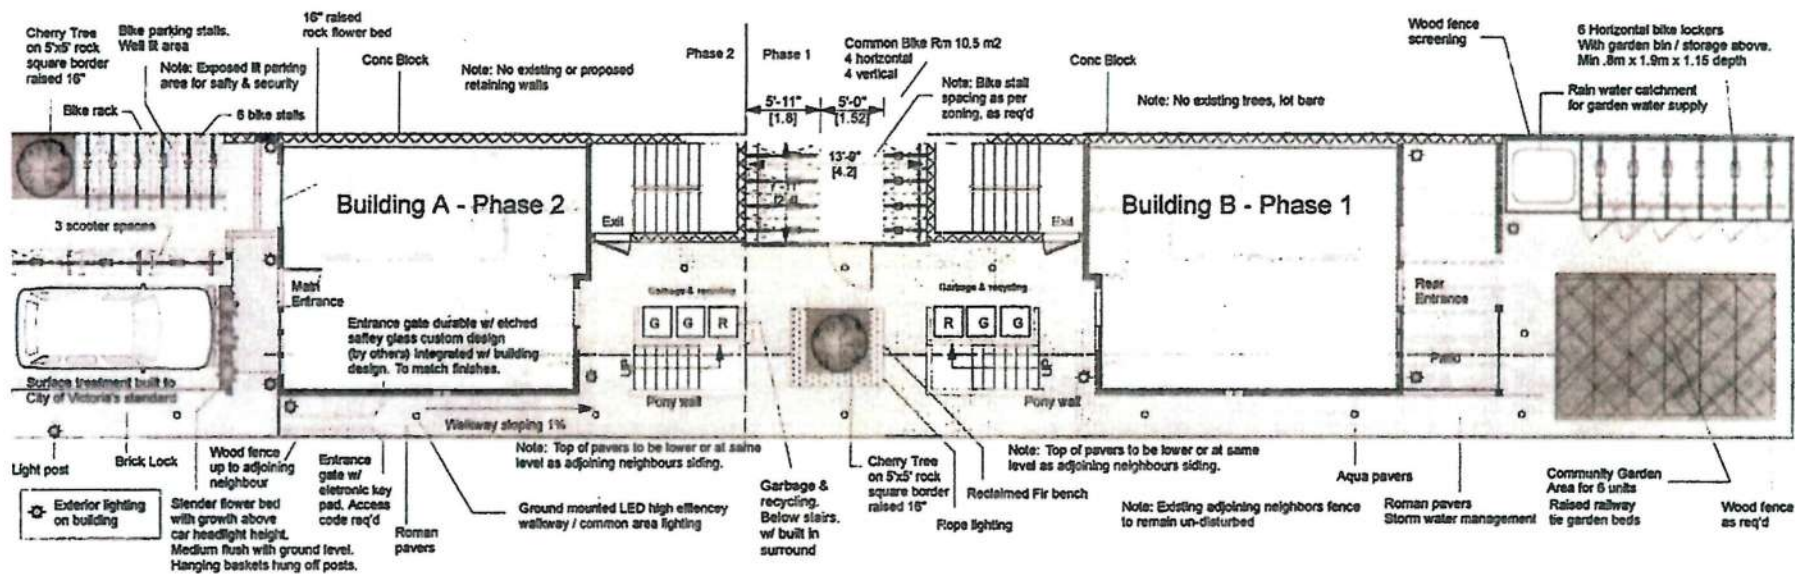 Cherry Tree
on 5'x5' rock
square border
raised 16"
Bike parking stalls.
Well lit area
Note: Exposed lit parking
area for safty & security
Bike rack
6 bike stalls
16" raised
rock flower bed
Conc Block
Note: No existing or proposed
retaining walls
Phase 2
Phase 1
Common Bike Rm 10.5 m2
4 horizontal
4 vertical
5'-11"
[1.8]
5'-0"
[1.52]
Note: Bike stall
spacing as per
zoning, as req'd
Conc Block
Note: No existing trees, lot bare
Wood fence
screening
6 Horizontal bike lockers
With garden bin / storage above.
Min .8m x 1.9m x 1.15 depth
Rain water catchment
for garden water supply
13'-9"
[4.2]
Building A - Phase 2
Building B - Phase 1
3 scooter spaces
Exit
Exit
Main
Entrance
Garbage & recycling
Garbage & recycling
Rear
Entrance
G G R
R G G
Entrance gate durable w/ etched
saftey glass custom design
(by others) integrated w/ building
design. To match finishes.
UP
UP
Patio
Surface treatment built to
City of Victoria's standard
Pony wall
Pony wall
Walkway sloping 1%
Light post
Brick Lock
Wood fence
up to adjoining
neighbour
Entrance
gate w/
eletronic key
pad. Access
code req'd
Note: Top of pavers to be lower or at same
level as adjoining neighbours siding.
Garbage &
recycling.
Below stairs.
w/ built in
surround
Cherry Tree
on 5'x5' rock
square border
raised 16"
Reclaimed Fir bench
Rope lighting
Note: Top of pavers to be lower or at same
level as adjoining neighbours siding.
Note: Existing adjoining neighbors fence
to remain un-disturbed
Aqua pavers
Roman pavers
Storm water management
Community Garden
Area for 6 units
Raised railway
tie garden beds
Wood fence
as req'd
Exterior lighting
on building
Slender flower bed
with growth above
car headlight height.
Medium flush with ground level.
Hanging baskets hung off posts.
Roman
pavers
Ground mounted LED high effiencey
walkway / common area lighting